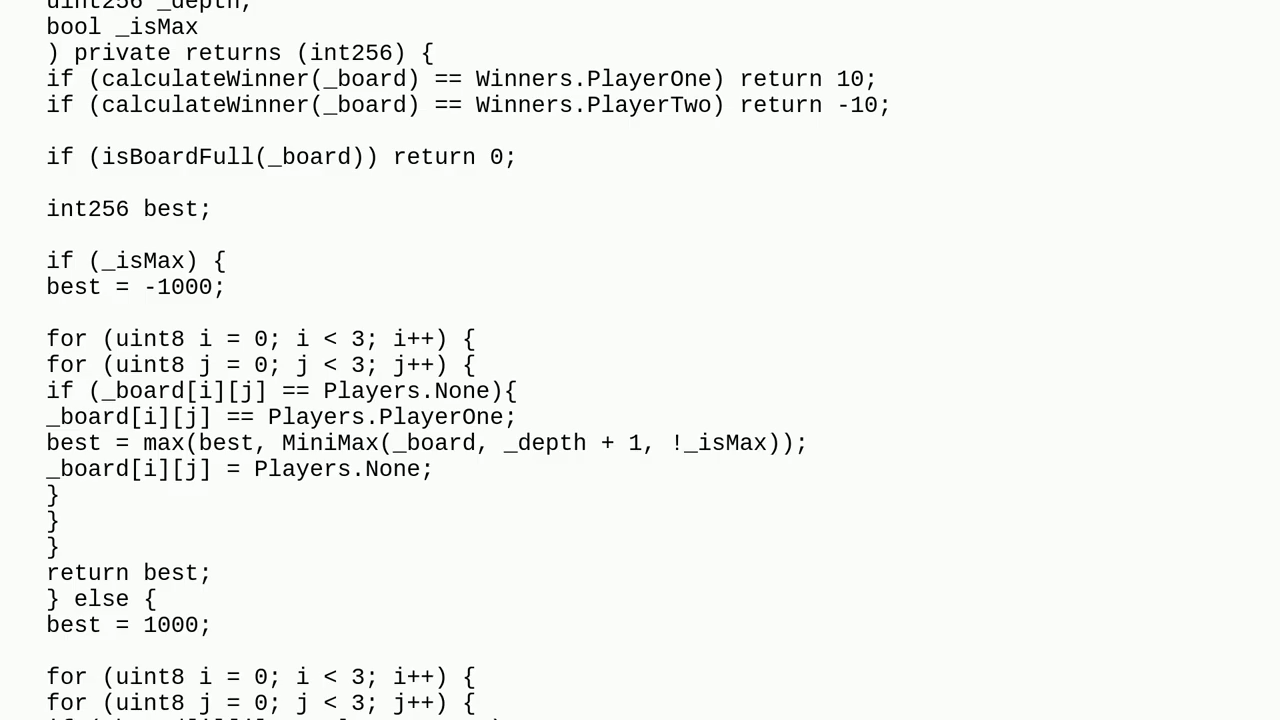 uint256 _depth,
bool _isMax
) private returns (int256) {
if (calculateWinner(_board) == Winners.PlayerOne) return 10;
if (calculateWinner(_board) == Winners.PlayerTwo) return -10;
if (isBoardFull(_board)) return 0;
int256 best;
if (_isMax) {
best = -1000;
for (uint8 i = 0; i < 3; i++) {
for (uint8 j = 0; j < 3; j++) {
if (_board[i][j] == Players.None){
_board[i][j] == Players.PlayerOne;
best = max(best, MiniMax(_board, _depth + 1, !_isMax));
_board[i][j] = Players.None;
}
}
}
return best;
} else {
best = 1000;
for (uint8 i = 0; i < 3; i++) {
for (uint8 j = 0; j < 3; j++) {